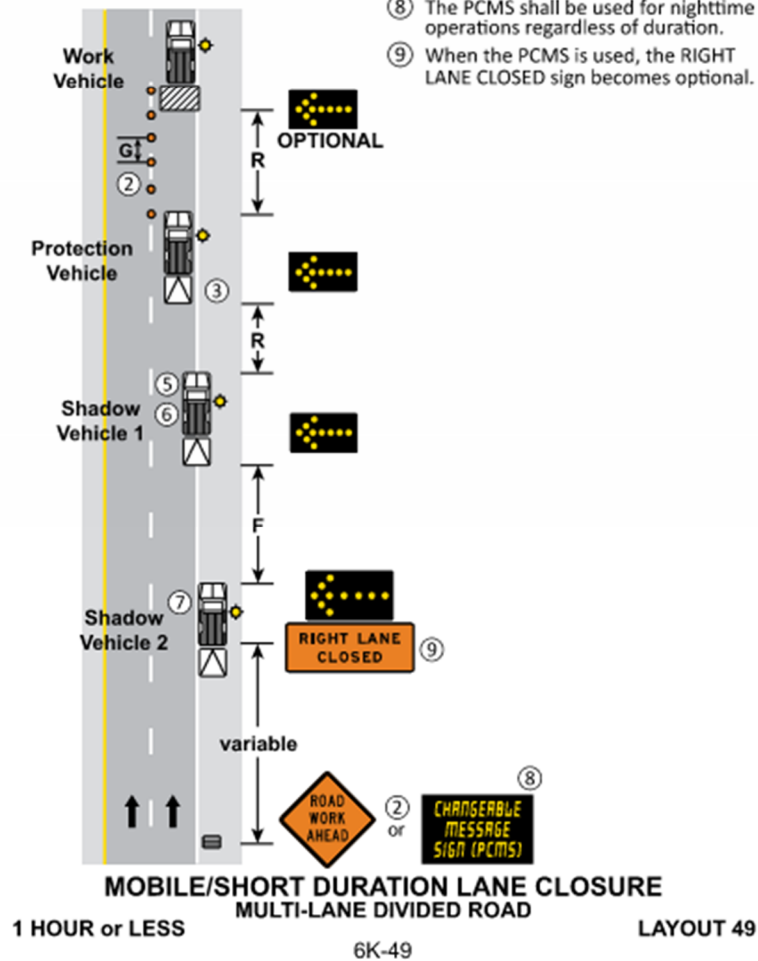 ⑧ The PCMS shall be used for nighttime
operations regardless of duration.
⑨ When the PCMS is used, the RIGHT
LANE CLOSED sign becomes optional.
Work
Vehicle
OPTIONAL
G
R
②
Protection
Vehicle
③
R
⑤
⑥
Shadow
Vehicle 1
F
⑦
Shadow
Vehicle 2
RIGHT LANE
CLOSED
⑨
variable
ROAD
WORK
AHEAD
②
or
⑧
CHANGEABLE
MESSAGE
SIGN (PCMS)
MOBILE/SHORT DURATION LANE CLOSURE
MULTI-LANE DIVIDED ROAD
1 HOUR or LESS
LAYOUT 49
6K-49